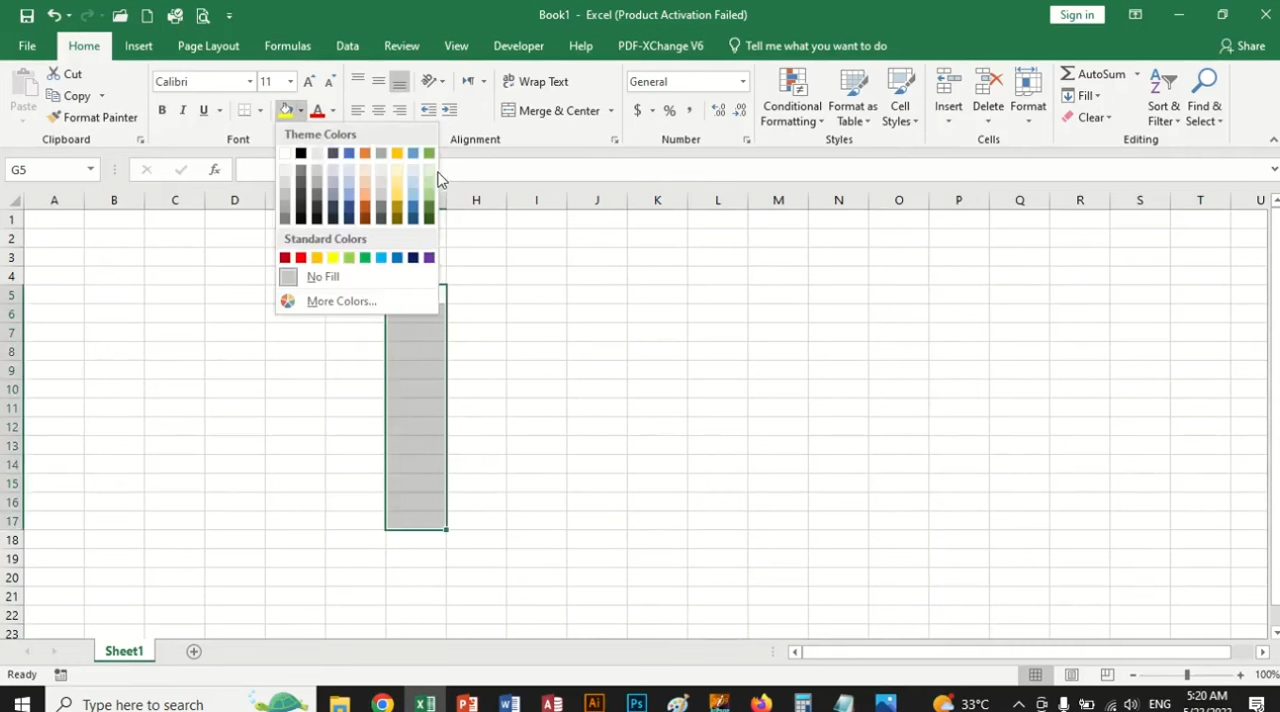 Book1 - Excel (Product Activation Failed)
Sign in
File Home Insert Page Layout Formulas Data Review View Developer Help PDF-XChange V6 Tell me what you want to do Share
Paste
Cut
Copy
Format Painter
Clipboard
Calibri 11
B I U
Font
Wrap Text
Merge & Center
Alignment
General
$ % ,
Number
Conditional Formatting
Format as Table
Cell Styles
Styles
Insert
Delete
Format
Cells
AutoSum
Fill
Clear
Sort & Filter
Find & Select
Editing
G5
fx
Theme Colors
Standard Colors
No Fill
More Colors...
A B C D H I J K L M N O P Q R S T U
1
2
3
4
5
6
7
8
9
10
11
12
13
14
15
16
17
18
19
20
21
22
23
Sheet1
Ready
100%
Type here to search
33°C
ENG
5:20 AM